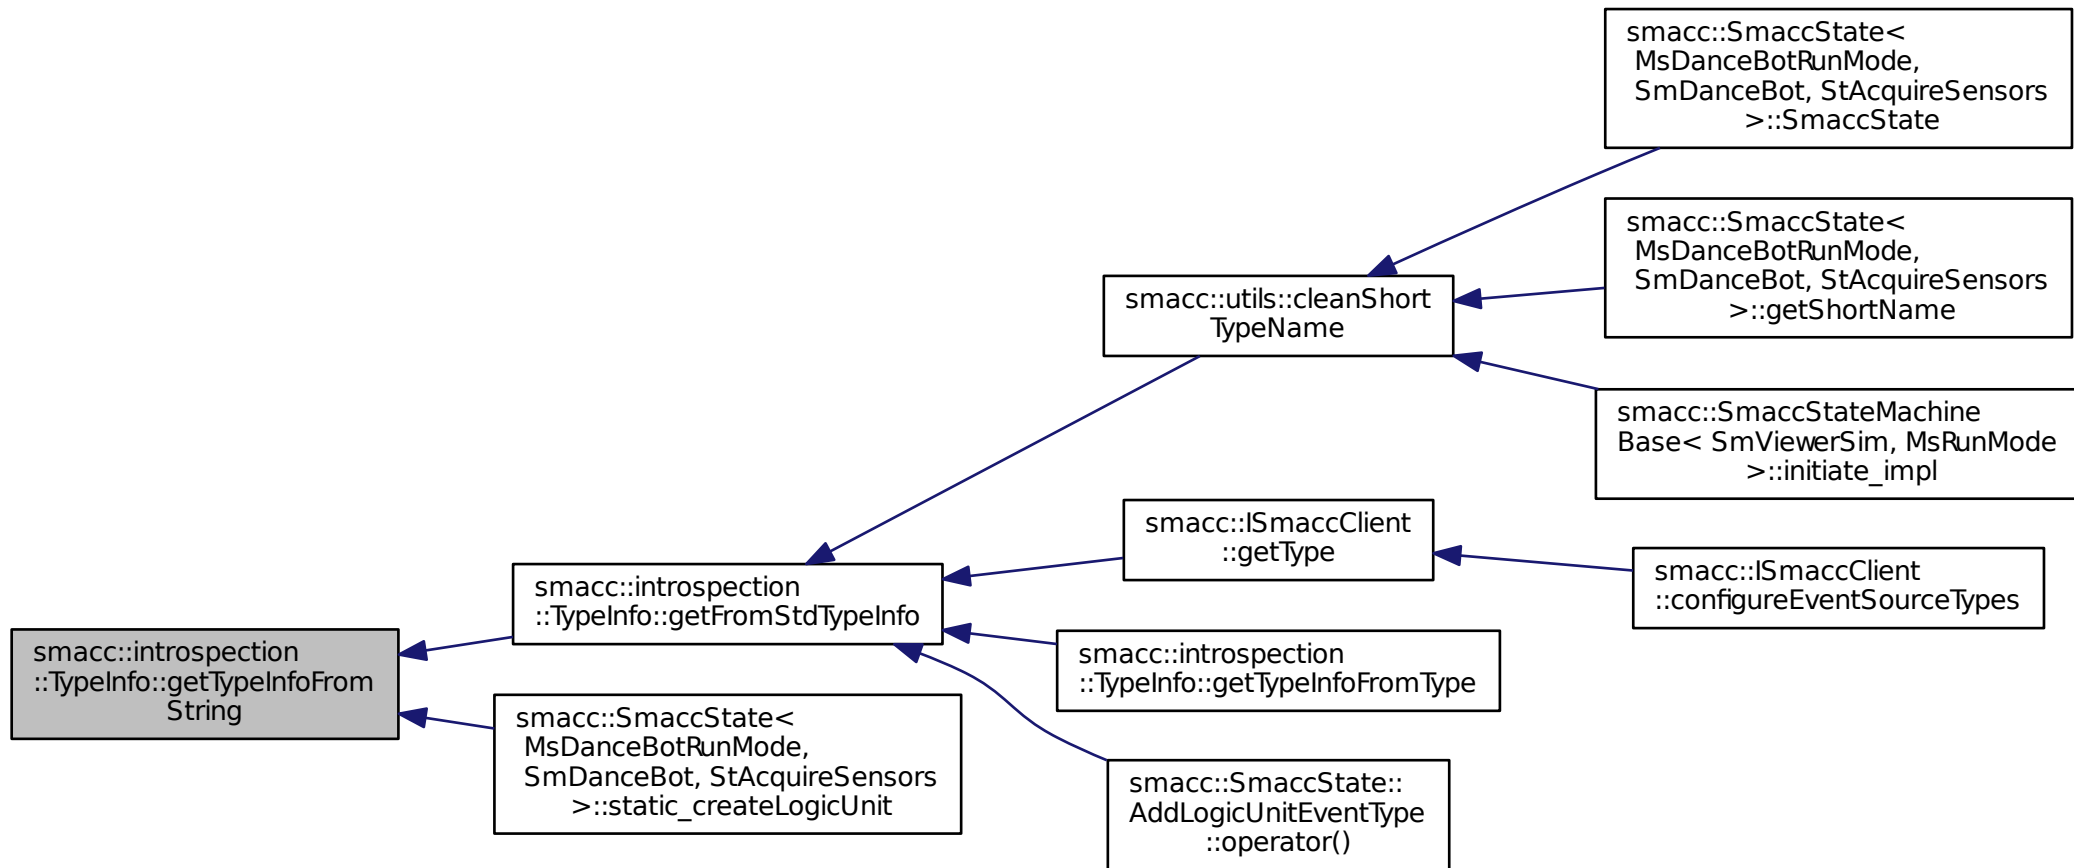 smacc::SmaccState<
MsDanceBotRunMode,
SmDanceBot, StAcquireSensors
>::SmaccState
smacc::SmaccState<
MsDanceBotRunMode,
SmDanceBot, StAcquireSensors
>::getShortName
smacc::utils::cleanShort
TypeName
smacc::SmaccStateMachine
Base< SmViewerSim, MsRunMode
>::initiate_impl
smacc::ISmaccClient
::getType
smacc::ISmaccClient
::configureEventSourceTypes
smacc::introspection
::TypeInfo::getFromStdTypeInfo
smacc::introspection
::TypeInfo::getTypeInfoFrom
String
smacc::introspection
::TypeInfo::getTypeInfoFromType
smacc::SmaccState<
MsDanceBotRunMode,
SmDanceBot, StAcquireSensors
>::static_createLogicUnit
smacc::SmaccState::
AddLogicUnitEventType
::operator()